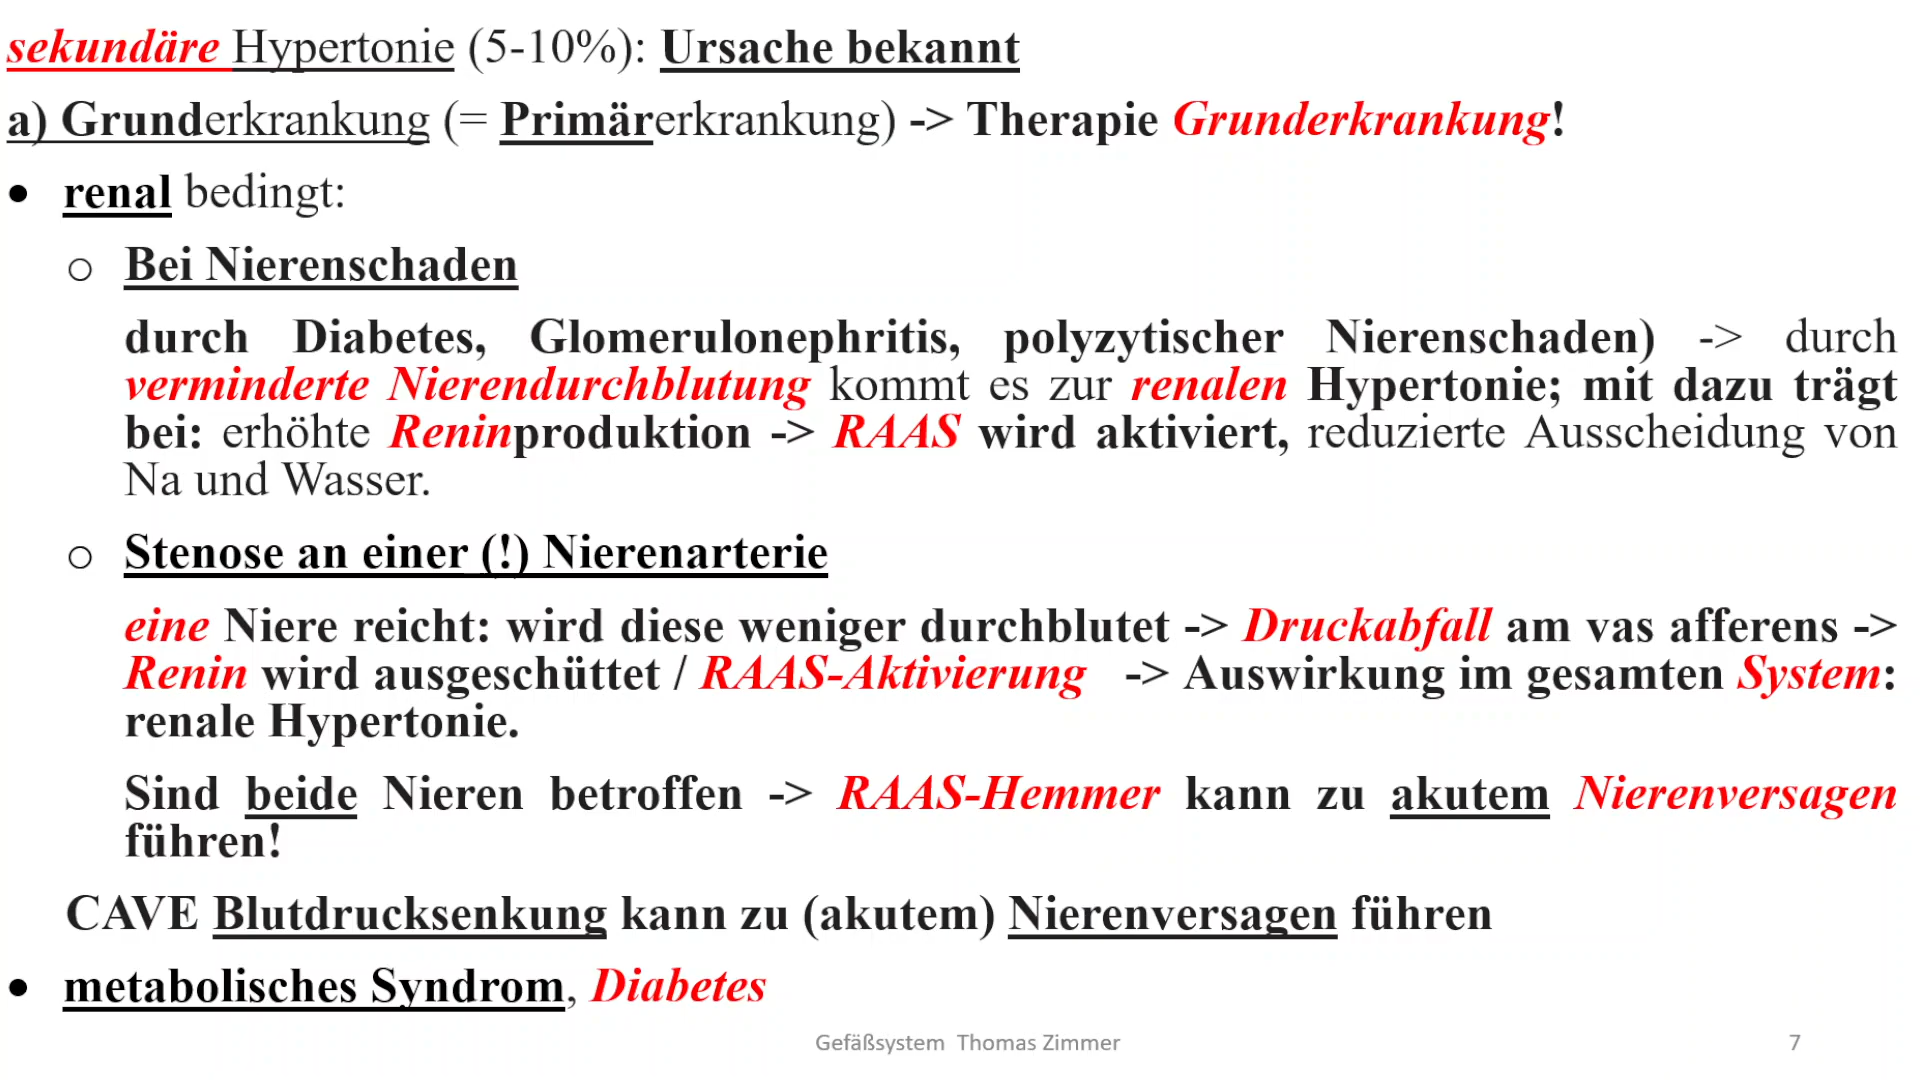 sekundäre Hypertonie (5-10%): Ursache bekannt
a) Grunderkrankung (= Primärerkrankung) -> Therapie Grunderkrankung!
• renal bedingt:
o Bei Nierenschaden
durch Diabetes, Glomerulonephritis, polyzytischer Nierenschaden) -> durch
verminderte Nierendurchblutung kommt es zur renalen Hypertonie; mit dazu trägt
bei: erhöhte Reninproduktion -> RAAS wird aktiviert, reduzierte Ausscheidung von
Na und Wasser.
o Stenose an einer (!) Nierenarterie
eine Niere reicht: wird diese weniger durchblutet -> Druckabfall am vas afferens ->
Renin wird ausgeschüttet / RAAS-Aktivierung -> Auswirkung im gesamten System:
renale Hypertonie.
Sind beide Nieren betroffen -> RAAS-Hemmer kann zu akutem Nierenversagen
führen!
CAVE Blutdrucksenkung kann zu (akutem) Nierenversagen führen
• metabolisches Syndrom, Diabetes
Gefäßsystem Thomas Zimmer
7